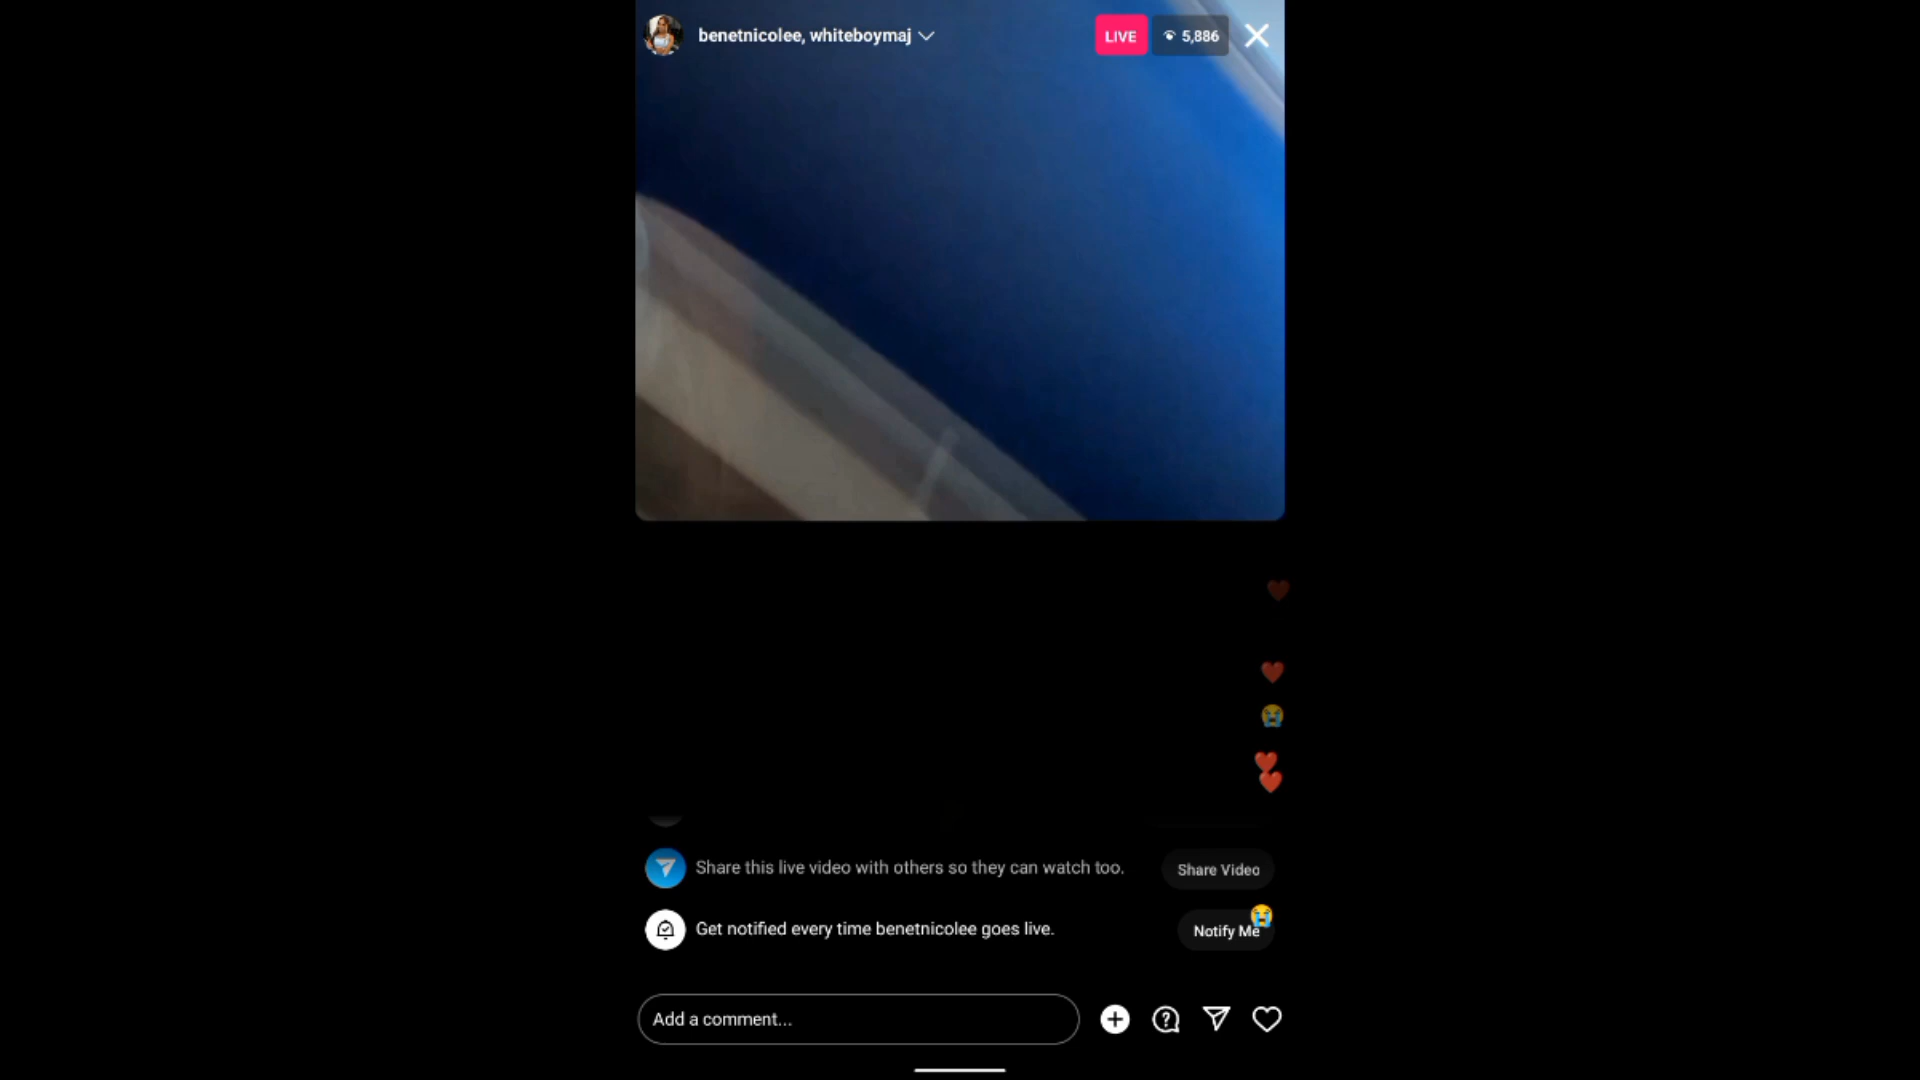 benetnicolee, whiteboymaj
LIVE
5,886
Share this live video with others so they can watch too.
Share Video
Get notified every time benetnicolee goes live.
Notify Me
Add a comment...